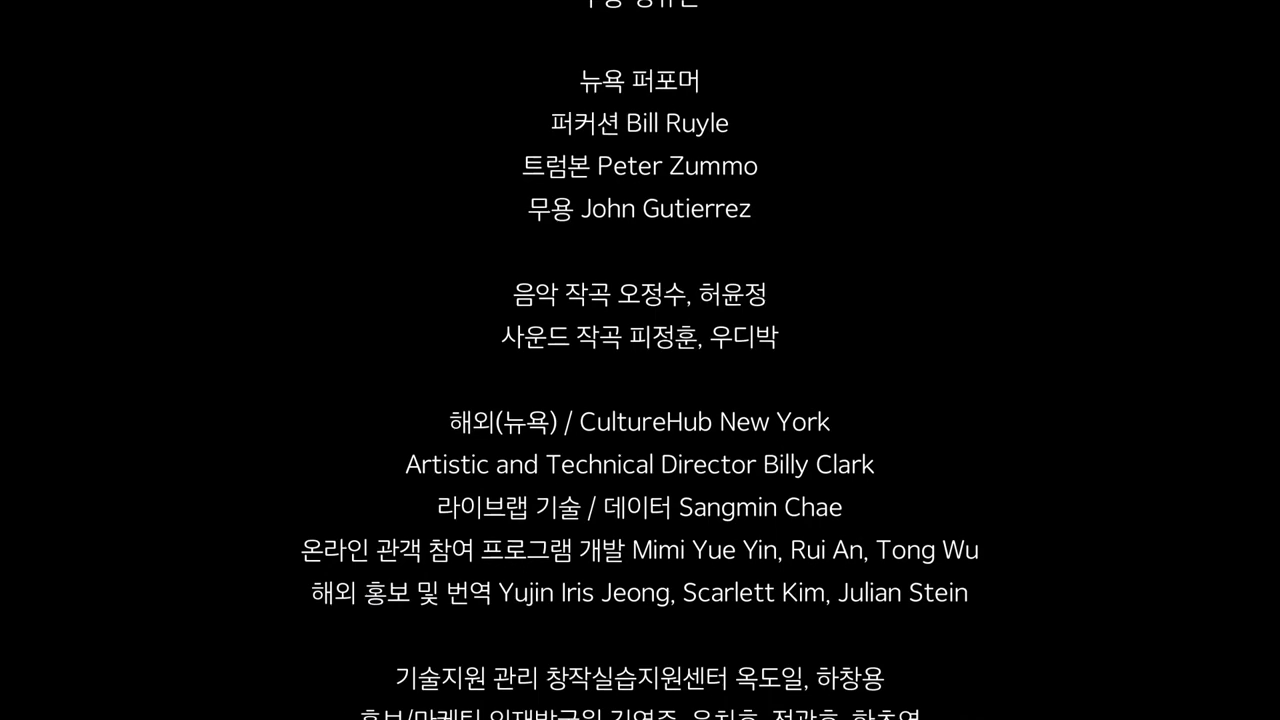 뉴욕 퍼포머
퍼커션 Bill Ruyle
트럼본 Peter Zummo
무용 John Gutierrez
음악 작곡 오정수, 허윤정
사운드 작곡 피정훈, 우디박
해외(뉴욕) / CultureHub New York
Artistic and Technical Director Billy Clark
라이브랩 기술 / 데이터 Sangmin Chae
온라인 관객 참여 프로그램 개발 Mimi Yue Yin, Rui An, Tong Wu
해외 홍보 및 번역 Yujin Iris Jeong, Scarlett Kim, Julian Stein
기술지원 관리 창작실습지원센터 옥도일, 하창용